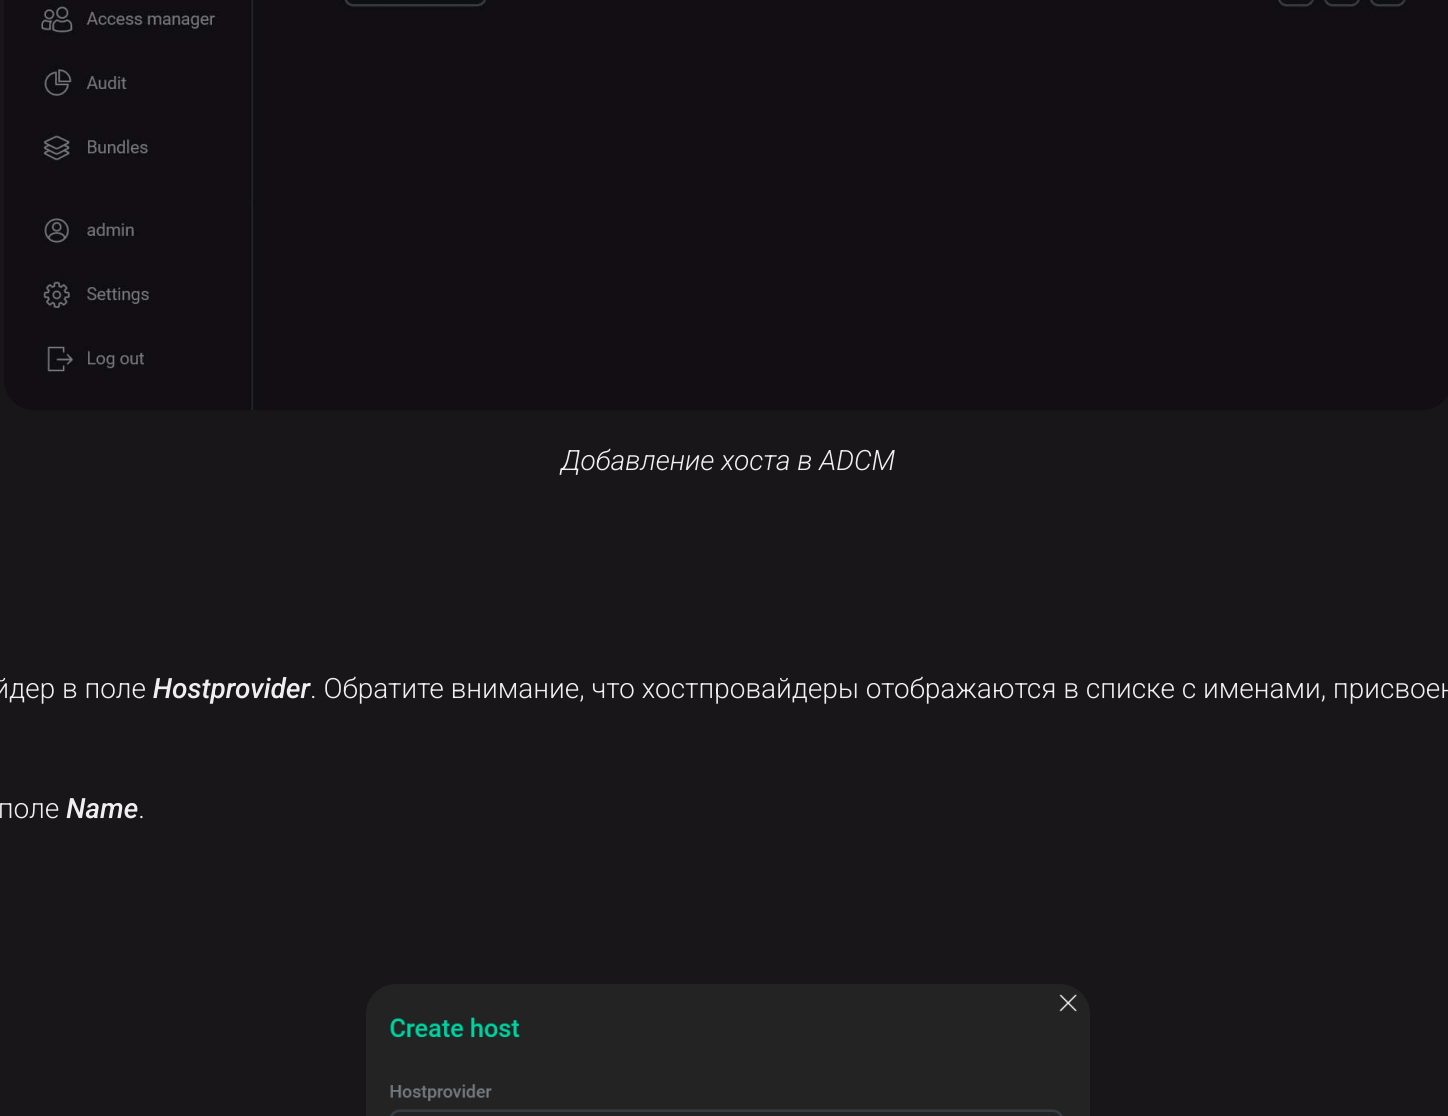 Access manager
Audit
Bundles
admin
Settings
Log out
Добавление хоста в ADCM
йдер в поле Hostprovider. Обратите внимание, что хостпровайдеры отображаются в списке с именами, присвоен
поле Name.
Create host
Hostprovider